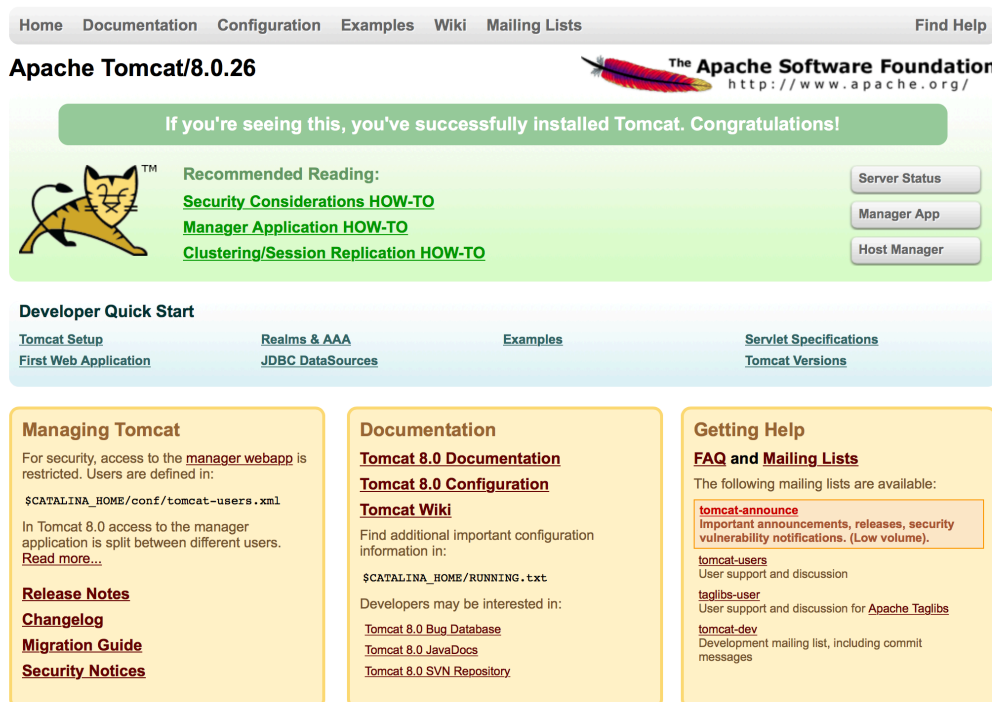 Home Documentation Configuration Examples Wiki Mailing Lists Find Help
Apache Tomcat/8.0.26
The Apache Software Foundation
http://www.apache.org/
If you're seeing this, you've successfully installed Tomcat. Congratulations!
TM
Recommended Reading:
Security Considerations HOW-TO
Manager Application HOW-TO
Clustering/Session Replication HOW-TO
Server Status
Manager App
Host Manager
Developer Quick Start
Tomcat Setup
First Web Application
Realms & AAA
JDBC DataSources
Examples
Servlet Specifications
Tomcat Versions
Managing Tomcat
For security, access to the manager webapp is
restricted. Users are defined in:
$CATALINA_HOME/conf/tomcat-users.xml
In Tomcat 8.0 access to the manager
application is split between different users.
Read more...
Release Notes
Changelog
Migration Guide
Security Notices
Documentation
Tomcat 8.0 Documentation
Tomcat 8.0 Configuration
Tomcat Wiki
Find additional important configuration
information in:
$CATALINA_HOME/RUNNING.txt
Developers may be interested in:
Tomcat 8.0 Bug Database
Tomcat 8.0 JavaDocs
Tomcat 8.0 SVN Repository
Getting Help
FAQ and Mailing Lists
The following mailing lists are available:
tomcat-announce
Important announcements, releases, security
vulnerability notifications. (Low volume).
tomcat-users
User support and discussion
taglibs-user
User support and discussion for Apache Taglibs
tomcat-dev
Development mailing list, including commit
messages